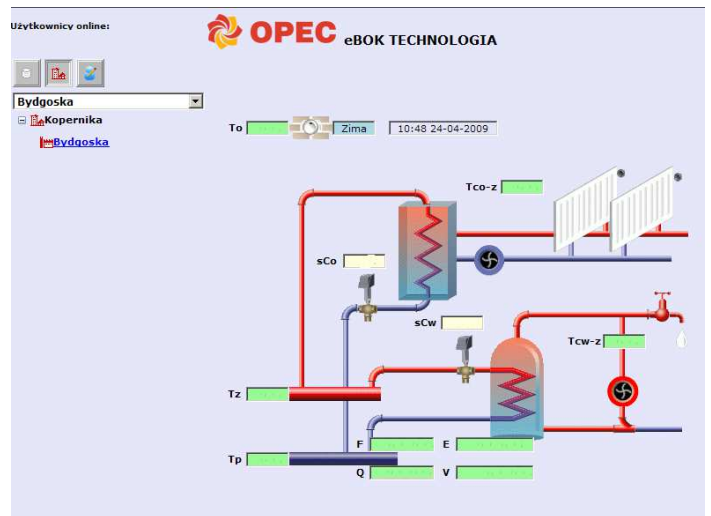 Użytkownicy online:
OPEC eBOK TECHNOLOGIA
Bydgoska
Kopernika
Bydgoska
To Zima 10:48 24-04-2009
Tco-z
sCo
sCw
Tcw-z
Tz
F E
Tp
Q V